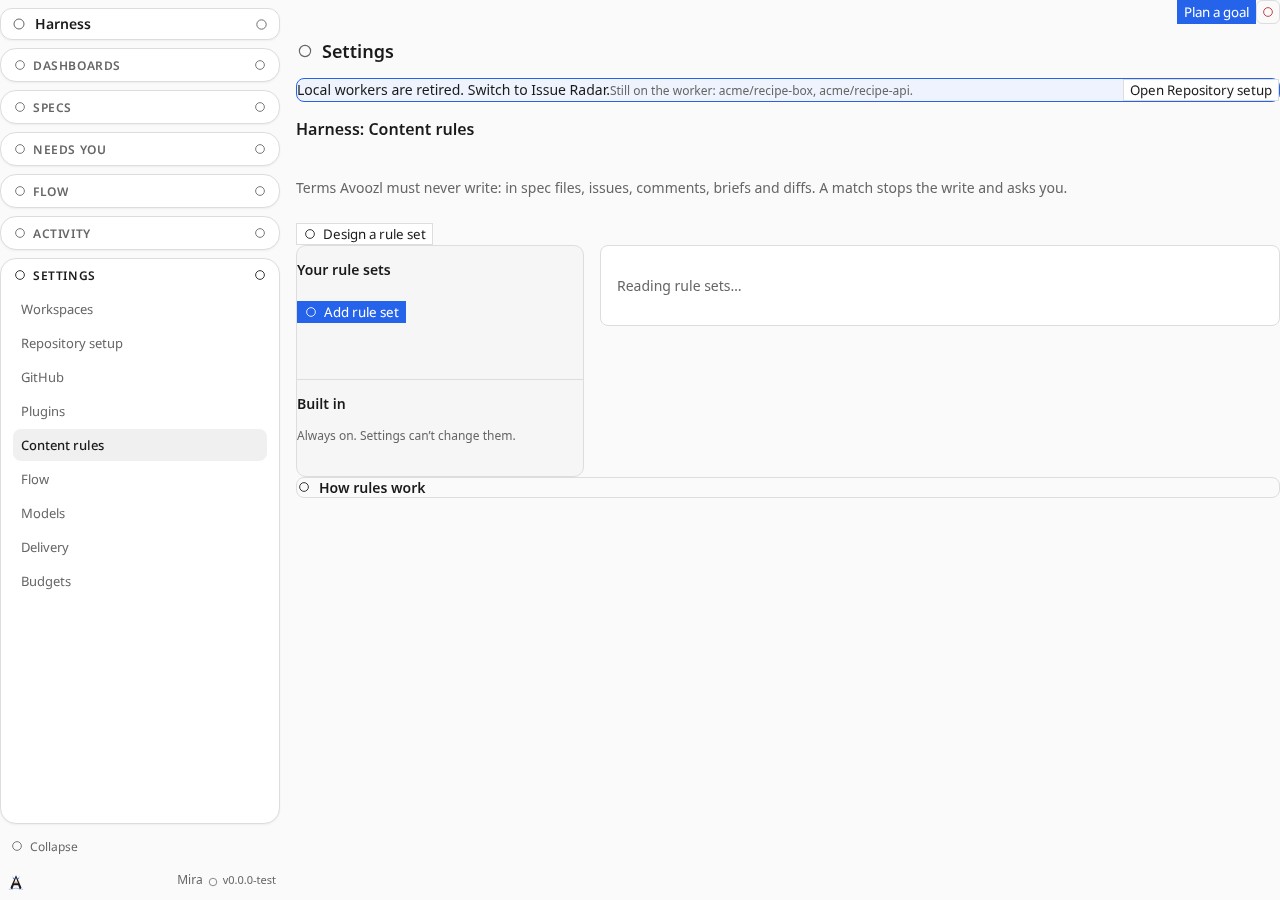 Plan a goal
Harness
DASHBOARDS
SPECS
NEEDS YOU
FLOW
ACTIVITY
SETTINGS
Workspaces
Repository setup
GitHub
Plugins
Content rules
Flow
Models
Delivery
Budgets
Collapse
A
Mira v0.0.0-test
Settings
Local workers are retired. Switch to Issue Radar.Still on the worker: acme/recipe-box, acme/recipe-api.
Open Repository setup
Harness: Content rules
Terms Avoozl must never write: in spec files, issues, comments, briefs and diffs. A match stops the write and asks you.
Design a rule set
Your rule sets
Add rule set
Built in
Always on. Settings can't change them.
Reading rule sets…
How rules work